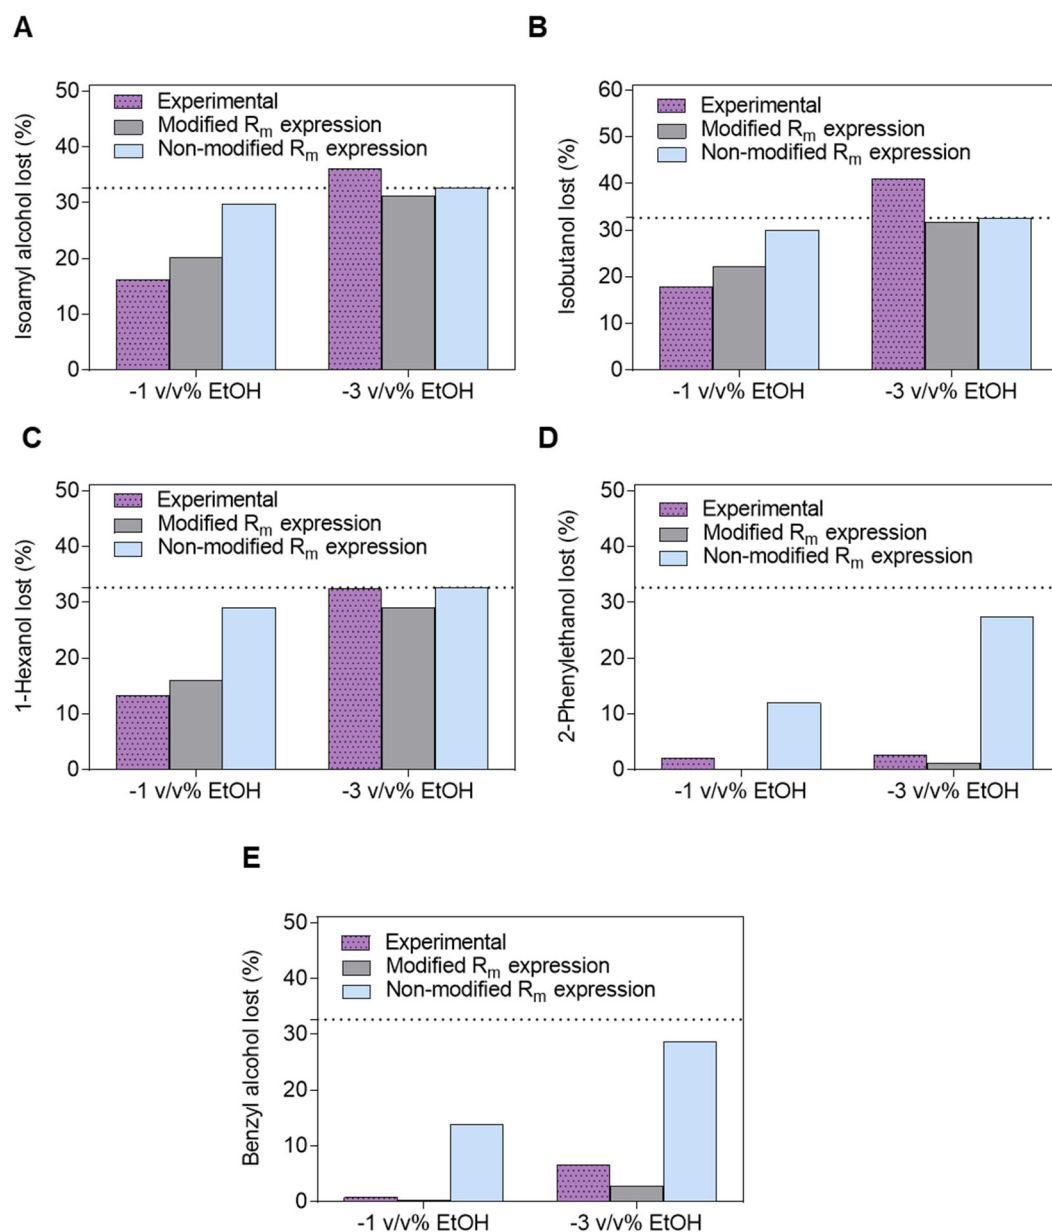 A
Isoamyl alcohol lost (%)
50
40
30
20
10
0
Experimental
Modified Rm expression
Non-modified Rm expression
-1 v/v% EtOH
-3 v/v% EtOH
B
Isobutanol lost (%)
60
50
40
30
20
10
0
Experimental
Modified Rm expression
Non-modified Rm expression
-1 v/v% EtOH
-3 v/v% EtOH
C
1-Hexanol lost (%)
50
40
30
20
10
0
Experimental
Modified Rm expression
Non-modified Rm expression
-1 v/v% EtOH
-3 v/v% EtOH
D
2-Phenylethanol lost (%)
50
40
30
20
10
0
Experimental
Modified Rm expression
Non-modified Rm expression
-1 v/v% EtOH
-3 v/v% EtOH
E
Benzyl alcohol lost (%)
50
40
30
20
10
0
Experimental
Modified Rm expression
Non-modified Rm expression
-1 v/v% EtOH
-3 v/v% EtOH